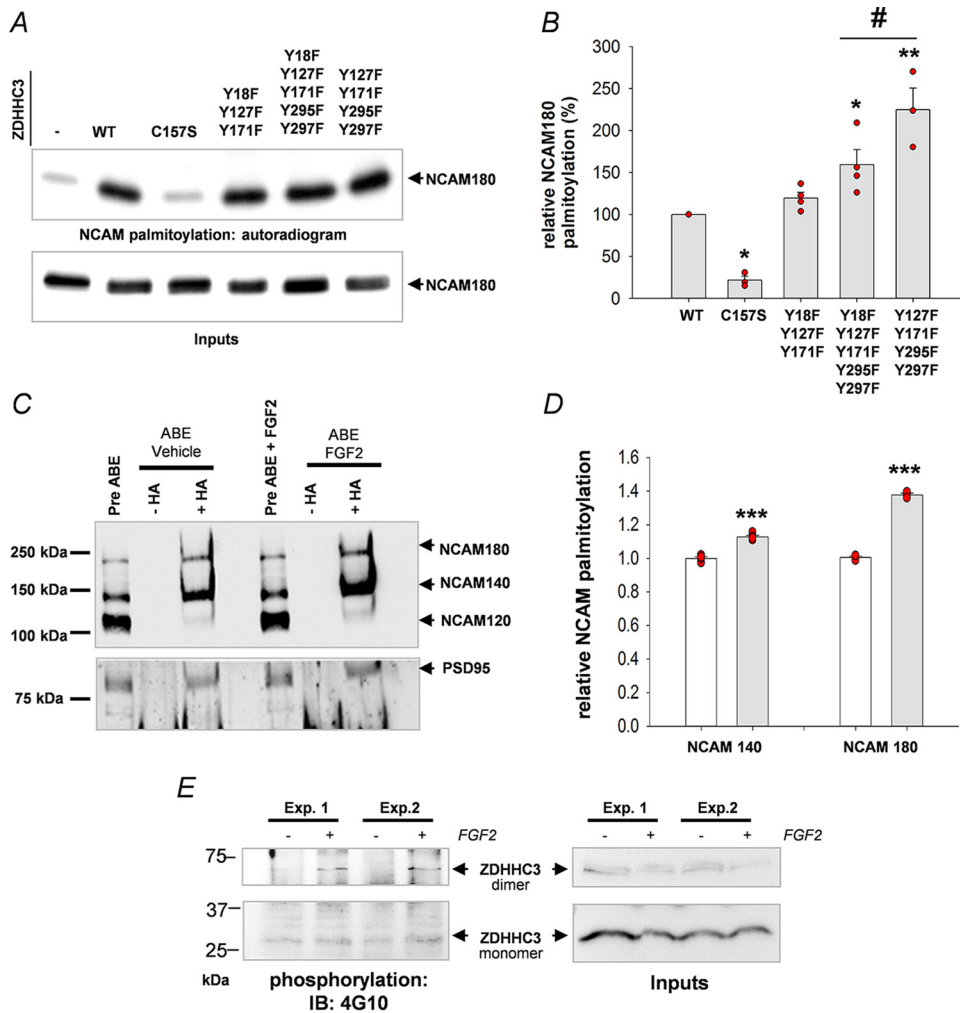 A
ZDHHC3
-
WT
C157S
Y18F
Y127F
Y171F
Y18F
Y127F
Y171F
Y295F
Y297F
Y127F
Y171F
Y295F
Y297F
NCAM180
NCAM palmitoylation: autoradiogram
NCAM180
Inputs
B
#
**
*
*
relative NCAM180
palmitoylation (%)
300
250
200
150
100
50
0
WT
C157S
Y18F
Y127F
Y171F
Y18F
Y127F
Y171F
Y295F
Y297F
Y127F
Y171F
Y295F
Y297F
C
Pre ABE
ABE
Vehicle
- HA
+ HA
Pre ABE + FGF2
ABE
FGF2
- HA
+ HA
250 kDa
150 kDa
100 kDa
75 kDa
NCAM180
NCAM140
NCAM120
PSD95
D
relative NCAM palmitoylation
1.6
1.4
1.2
1.0
0.8
0.6
0.4
0.2
0.0
***
***
NCAM 140
NCAM 180
E
Exp. 1
Exp.2
- + - + FGF2
75
37
25
kDa
ZDHHC3
dimer
ZDHHC3
monomer
phosphorylation:
IB: 4G10
Exp. 1
Exp.2
- + - + FGF2
Inputs